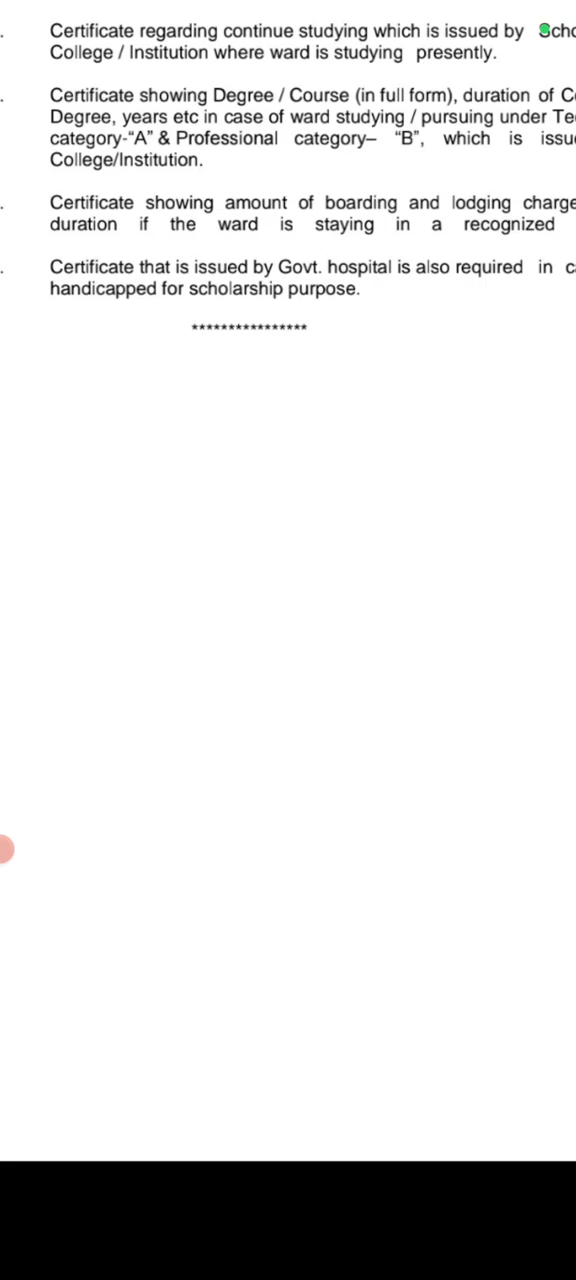 . Certificate regarding continue studying which is issued by
College / Institution where ward is studying presently.
. Certificate showing Degree / Course (in full form), duration of
Degree, years etc in case of ward studying / pursuing under
category-“A” & Professional category– “B”, which is
College/Institution.
. Certificate showing amount of boarding and lodging
duration if the ward is staying in a recognized
. Certificate that is issued by Govt. hospital is also required in
handicapped for scholarship purpose.
****************